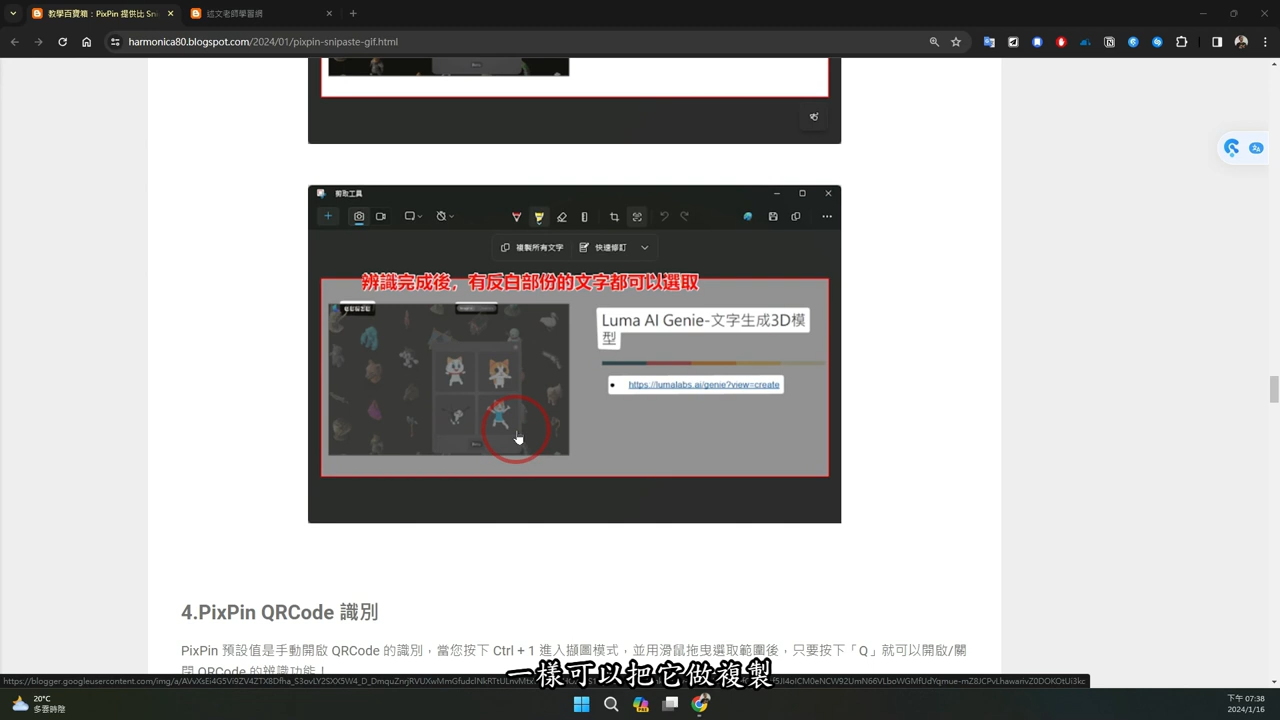 教學百寶箱：PixPin 提供比 Sni
述文老師學習網
harmonica80.blogspot.com/2024/01/pixpin-snipaste-gif.html
剪取工具
複製所有文字
快速修訂
辨識完成後，有反白部份的文字都可以選取
Luma AI Genie-文字生成3D模
型
https://lumalabs.ai/genie?view=create
4.PixPin QRCode 識別
PixPin 預設值是手動開啟 QRCode 的識別，當您按下 Ctrl + 1 進入擷圖模式，並用滑鼠拖曳選取範圍後，只要按下「Q」就可以開啟/關
閉 QRCode 的辨識功能！
一樣可以把它做複製
20°C
多雲時陰
下午 07:38
2024/1/16